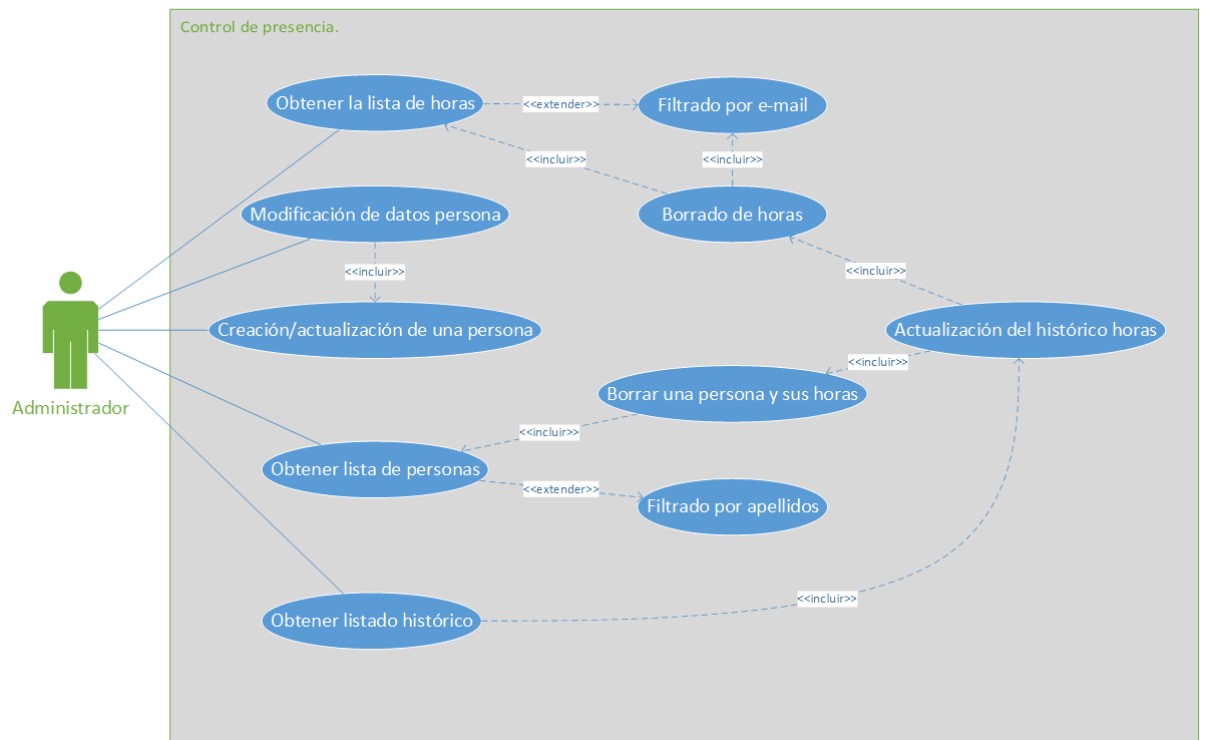 Control de presencia.
Obtener la lista de horas
<<extender>>
Filtrado por e-mail
<<incluir>>
<<incluir>>
Modificación de datos persona
Borrado de horas
<<incluir>>
<<incluir>>
Creación/actualización de una persona
Actualización del histórico horas
<<incluir>>
Borrar una persona y sus horas
Administrador
<<incluir>>
Obtener lista de personas
<<extender>>
Filtrado por apellidos
<<incluir>>
Obtener listado histórico